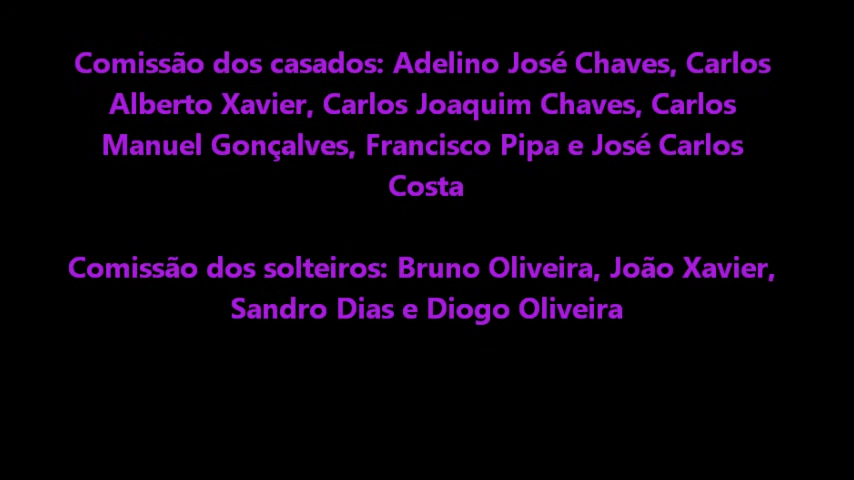 Comissão dos casados: Adelino José Chaves, Carlos
Alberto Xavier, Carlos Joaquim Chaves, Carlos
Manuel Gonçalves, Francisco Pipa e José Carlos
Costa
Comissão dos solteiros: Bruno Oliveira, João Xavier,
Sandro Dias e Diogo Oliveira